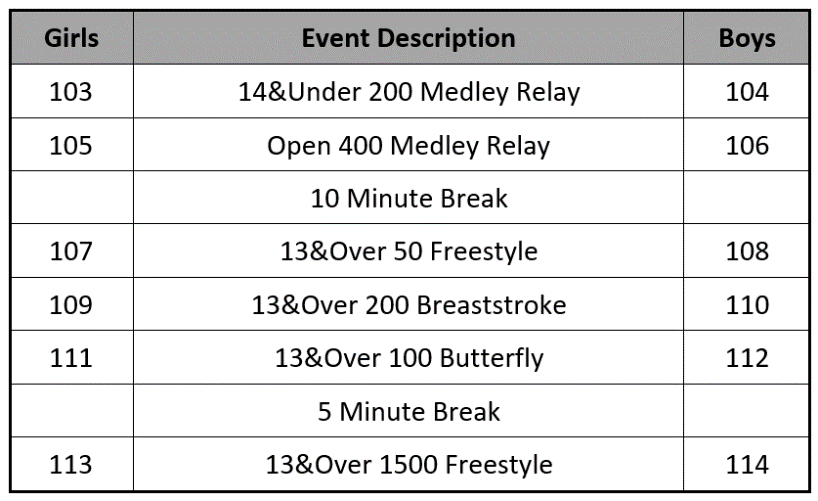 Girls Event Description Boys
103 14&Under 200 Medley Relay 104
105 Open 400 Medley Relay 106
10 Minute Break
107 13&Over 50 Freestyle 108
109 13&Over 200 Breaststroke 110
111 13&Over 100 Butterfly 112
5 Minute Break
113 13&Over 1500 Freestyle 114